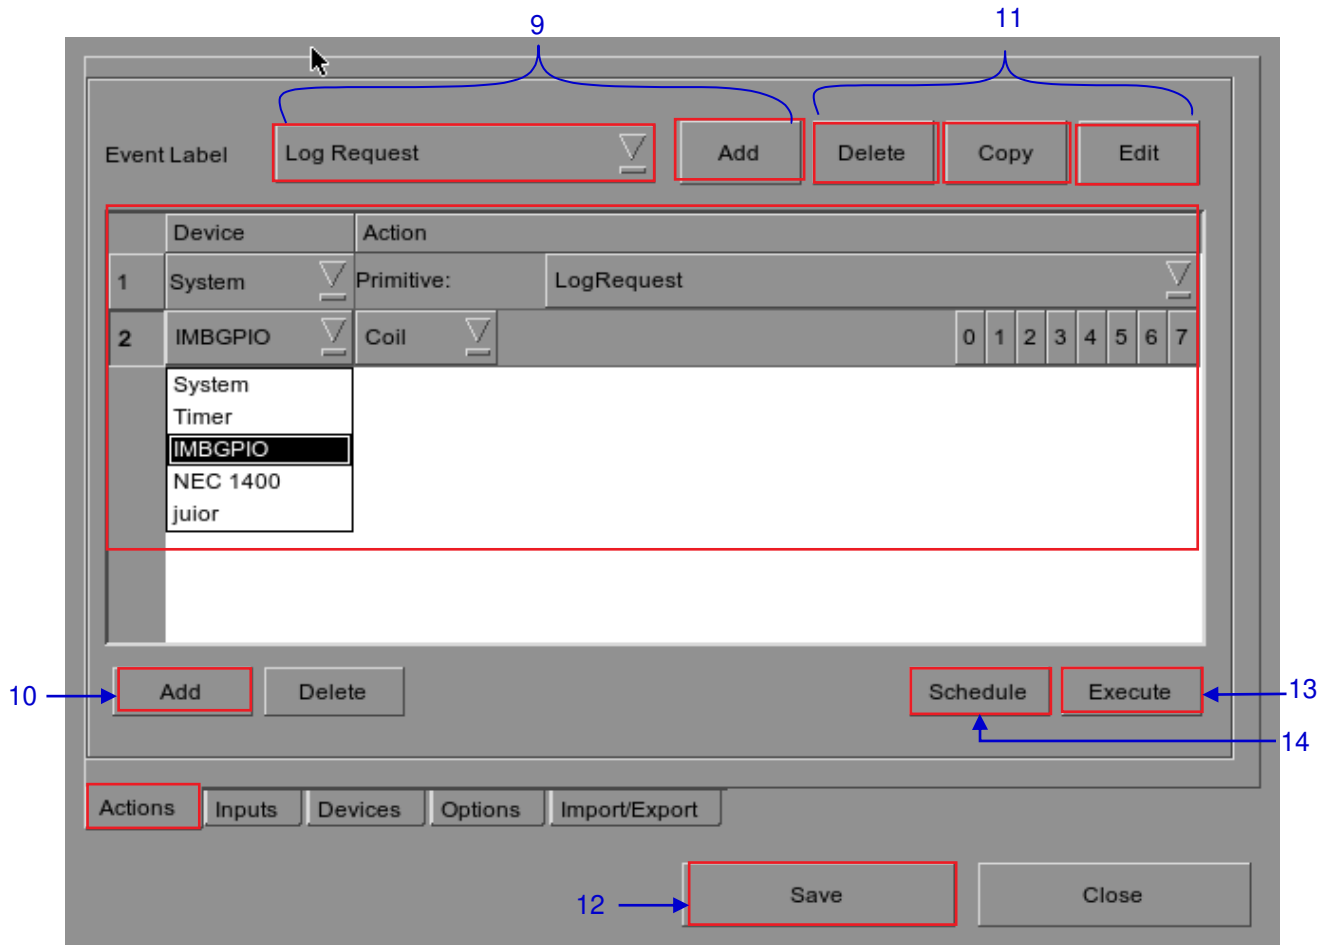 9 11
Event Label Log Request Add Delete Copy Edit
Device Action
1 System Primitive: LogRequest
2 IMBGPIO Coil 0 1 2 3 4 5 6 7
System
Timer
IMBGPIO
NEC 1400
juior
10 Add Delete Schedule Execute 13
14
Actions Inputs Devices Options Import/Export
12 Save Close